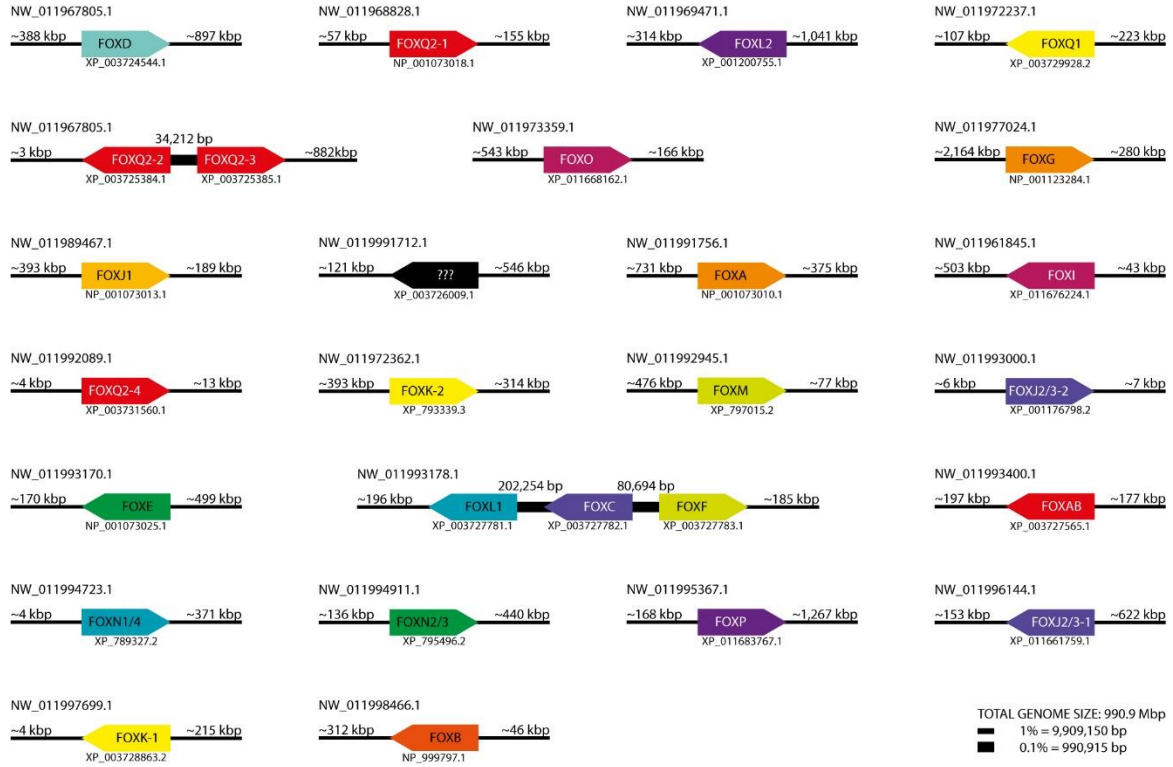 NW_011967805.1 NW_011968828.1 NW_011969471.1 NW_011972237.1
~388 kbp FOXD ~897 kbp ~57 kbp FOXQ2-1 ~155 kbp ~314 kbp FOXL2 ~1,041 kbp ~107 kbp FOXQ1 ~223 kbp
XP_003724544.1 NP_001073018.1 XP_001200755.1 XP_003729928.2
NW_011967805.1 NW_011973359.1 NW_011977024.1
34,212 bp
~3 kbp FOXQ2-2 FOXQ2-3 ~882kbp ~543 kbp FOXO ~166 kbp ~2,164 kbp FOXG ~280 kbp
XP_003725384.1 XP_003725385.1 XP_011668162.1 NP_001123284.1
NW_011989467.1 NW_0119991712.1 NW_011991756.1 NW_011961845.1
~393 kbp FOXJ1 ~189 kbp ~121 kbp ??? ~546 kbp ~731 kbp FOXA ~375 kbp ~503 kbp FOXI ~43 kbp
NP_001073013.1 XP_003726009.1 NP_001073010.1 XP_011676224.1
NW_011992089.1 NW_011972362.1 NW_011992945.1 NW_011993000.1
~4 kbp FOXQ2-4 ~13 kbp ~393 kbp FOXK-2 ~314 kbp ~476 kbp FOXM ~77 kbp ~6 kbp FOXJ2/3-2 ~7 kbp
XP_003731560.1 XP_793339.3 XP_797015.2 XP_001176798.2
NW_011993170.1 NW_011993178.1 NW_011993400.1
202,254 bp 80,694 bp
~170 kbp FOXE ~499 kbp ~196 kbp FOXL1 FOXC FOXF ~185 kbp ~197 kbp FOXAB ~177 kbp
NP_001073025.1 XP_003727781.1 XP_003727782.1 XP_003727783.1 XP_003727565.1
NW_011994723.1 NW_011994911.1 NW_011995367.1 NW_011996144.1
~4 kbp FOXN1/4 ~371 kbp ~136 kbp FOXN2/3 ~440 kbp ~168 kbp FOXP ~1,267 kbp ~153 kbp FOXJ2/3-1 ~622 kbp
XP_789327.2 XP_795496.2 XP_011683767.1 XP_011661759.1
NW_011997699.1 NW_011998466.1
~4 kbp FOXK-1 ~215 kbp ~312 kbp FOXB ~46 kbp
XP_003728863.2 NP_999797.1
TOTAL GENOME SIZE: 990.9 Mbp
1% = 9,909,150 bp
0.1% = 990,915 bp